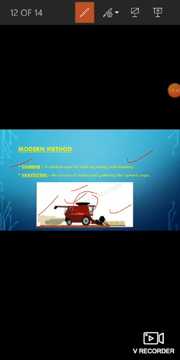 12 OF 14
MODERN METHOD
COMBINE - A machine used for both harvesting and threshing.
HARVESTING - the process of cutting and gathering the ripened crops.
V RECORDER